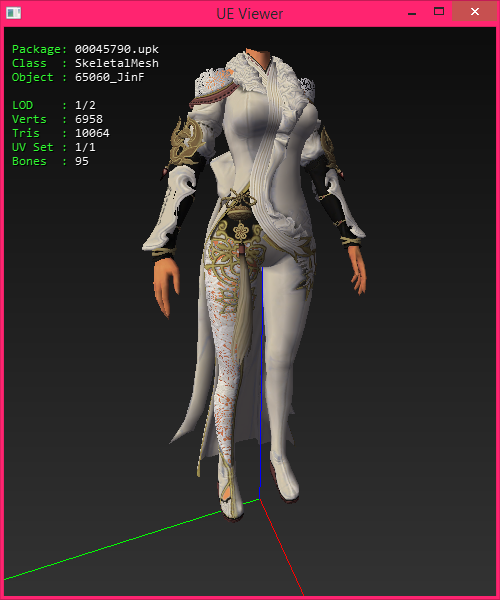 UE Viewer
Package: 00045790.upk
Class  : SkeletalMesh
Object : 65060_JinF
LOD    : 1/2
Verts  : 6958
Tris   : 10064
UV Set : 1/1
Bones  : 95